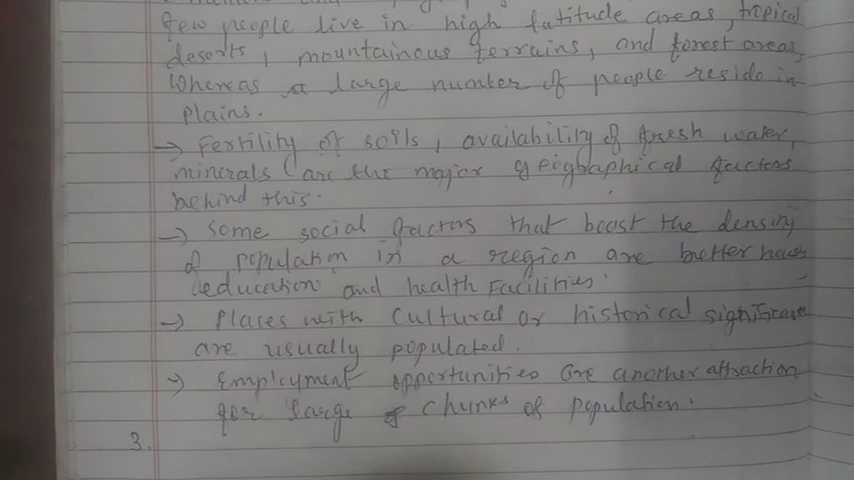 few people live in high latitude areas, tropical
deserts, mountainous terrains, and forest areas,
Whereas a large number of people reside in
plains.
→ Fertility of soils, availability of fresh water,
minerals are the major geigraphical factors
behind this.
→ Some social factors that boost the density
of population in a region are better hous
education and health facilities.
→ Places with cultural or historical significance
are usually populated.
→ Employment opportunities are another attraction
for large chunks of population.
3.